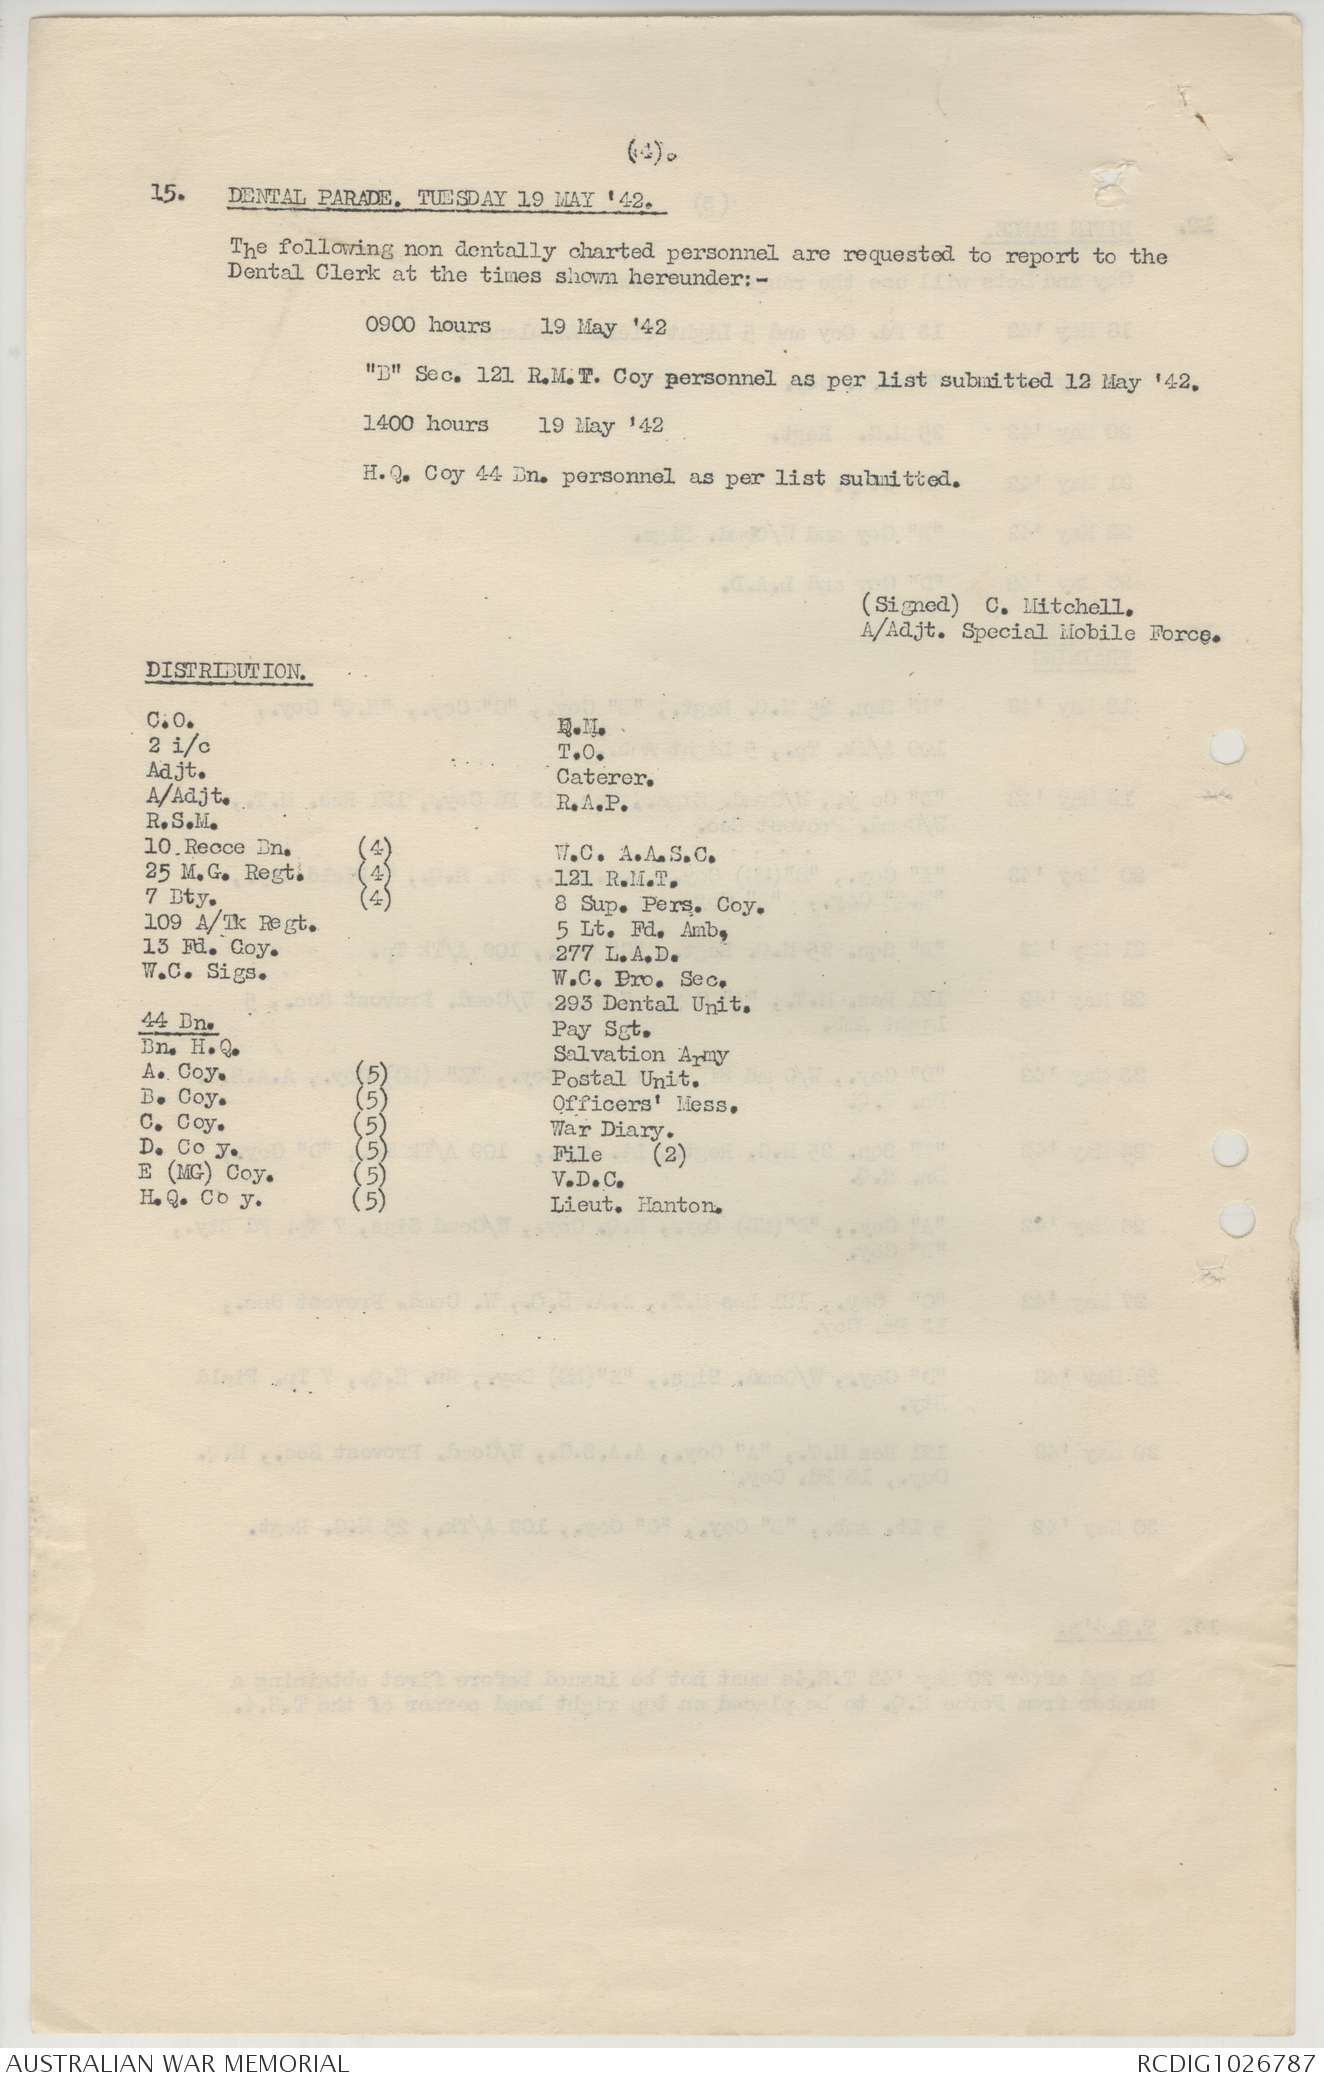 (4).
15. DENTAL PARADE. TUESDAY 19 MAY '42.
The following non dentally charted personnel are requested to report to the
Dental Clerk at the times shown hereunder:-
0900 hours 19 May '42
"B" Sec. 121 R.M.T. Coy personnel as per list submitted 12 May '42.
1400 hours 19 May '42
H.Q. Coy 44 Bn. personnel as per list submitted.
(Signed) C. Mitchell.
A/Adjt. Special Mobile Force.
DISTRIBUTION.
C.O.
2 i/c
Adjt.
A/Adjt.
R.S.M.
10 Recce Bn. (4)
25 M.G. Regt. (4)
7 Bty. (4)
109 A/Tk Regt.
13 Fd. Coy.
W.C. Sigs.
44 Bn.
Bn. H.Q.
A. Coy. (5)
B. Coy. (5)
C. Coy. (5)
D. Co y. (5)
E (MG) Coy. (5)
H.Q. Co y. (5)
Q.M.
T.O.
Caterer.
R.A.P.
W.C. A.A.S.C.
121 R.M.T.
8 Sup. Pers. Coy.
5 Lt. Fd. Amb,
277 L.A.D.
W.C. Pro. Sec.
293 Dental Unit.
Pay Sgt.
Salvation Army
Postal Unit.
Officers' Mess.
War Diary.
File (2)
V.D.C.
Lieut. Hanton.
AUSTRALIAN WAR MEMORIAL
RCDIG1026787